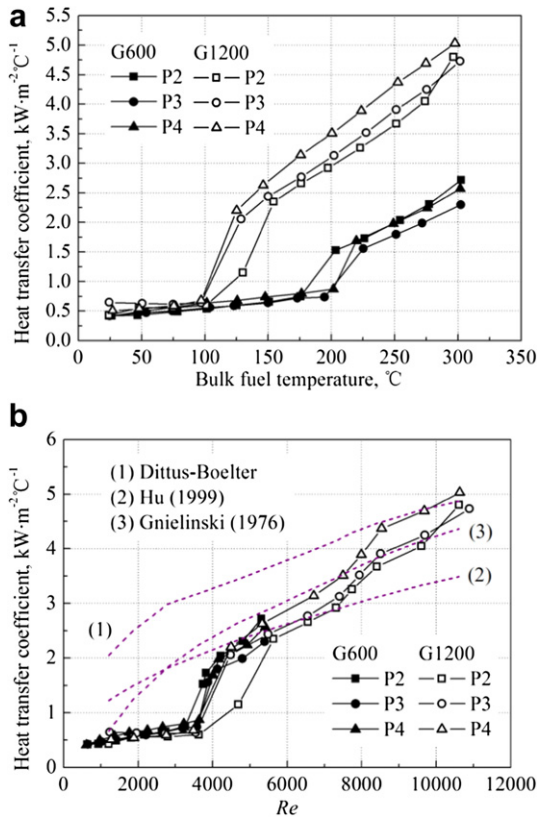 a
5.5
5.0
4.5
4.0
3.5
3.0
2.5
2.0
1.5
1.0
0.5
0.0
Heat transfer coefficient, kW·m⁻²℃⁻¹
G600 G1200
P2 P2
P3 P3
P4 P4
0 50 100 150 200 250 300 350
Bulk fuel temperature, ℃
b
6
5
4
3
2
1
0
Heat transfer coefficient, kW·m⁻²℃⁻¹
(1) Dittus-Boelter
(2) Hu (1999)
(3) Gnielinski (1976)
(3)
(2)
(1)
G600 G1200
P2 P2
P3 P3
P4 P4
0 2000 4000 6000 8000 10000 12000
Re